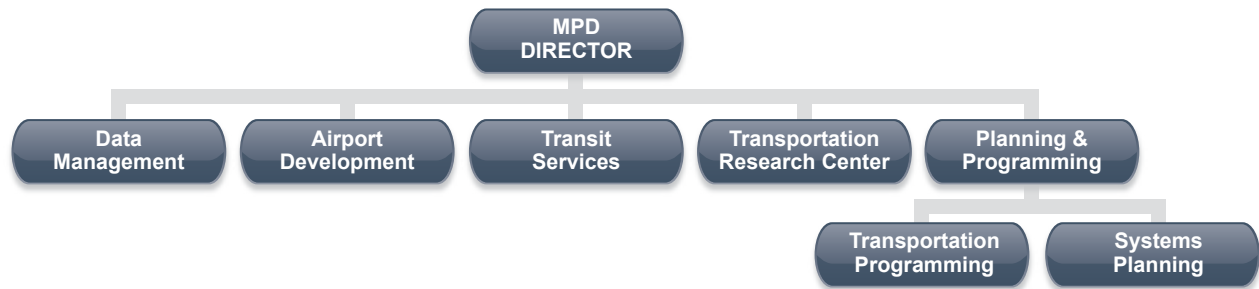 MPD
DIRECTOR
Data
Management
Airport
Development
Transit
Services
Transportation
Research Center
Planning &
Programming
Transportation
Programming
Systems
Planning